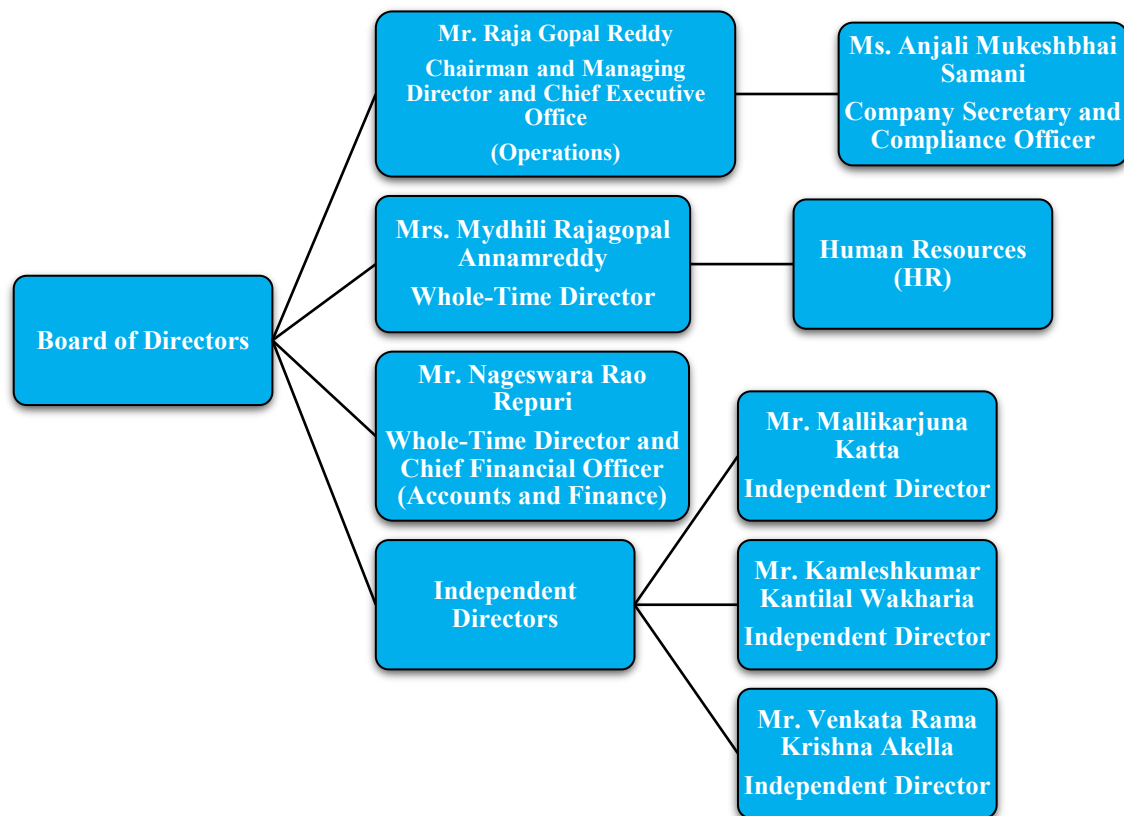 Mr. Raja Gopal Reddy
Chairman and Managing
Director and Chief Executive
Office
(Operations)
Ms. Anjali Mukeshbhai
Samani
Company Secretary and
Compliance Officer
Mrs. Mydhili Rajagopal
Annamreddy
Whole-Time Director
Human Resources
(HR)
Board of Directors
Mr. Nageswara Rao
Repuri
Whole-Time Director and
Chief Financial Officer
(Accounts and Finance)
Independent
Directors
Mr. Mallikarjuna
Katta
Independent Director
Mr. Kamleshkumar
Kantilal Wakharia
Independent Director
Mr. Venkata Rama
Krishna Akella
Independent Director